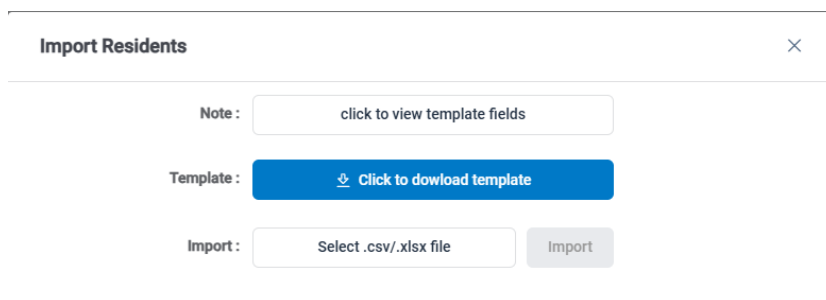 Import Residents
Note :
click to view template fields
Template :
Click to dowload template
Import :
Select .csv/.xlsx file
Import